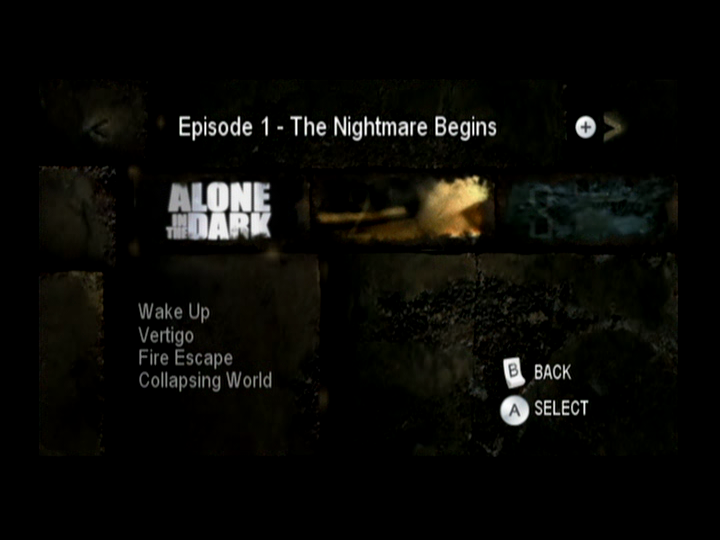 < Episode 1 - The Nightmare Begins + >
ALONE
IN THE DARK
Wake Up
Vertigo
Fire Escape
Collapsing World
B BACK
A SELECT